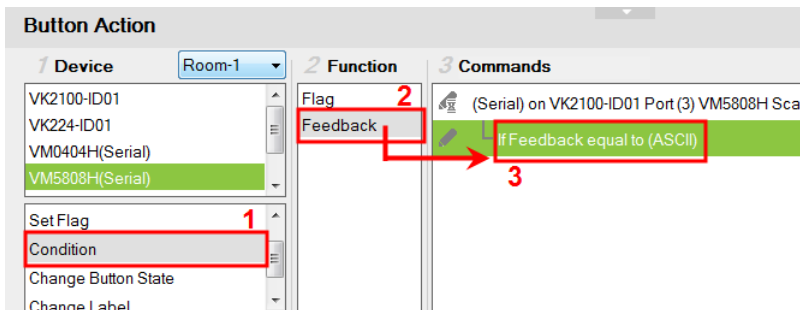 Button Action
1 Device
Room-1
2 Function
3 Commands
VK2100-ID01
VK224-ID01
VM0404H(Serial)
VM5808H(Serial)
Set Flag
1
Condition
Change Button State
Change Label
Flag
2
Feedback
(Serial) on VK2100-ID01 Port (3) VM5808H Sca
If Feedback equal to (ASCII)
3